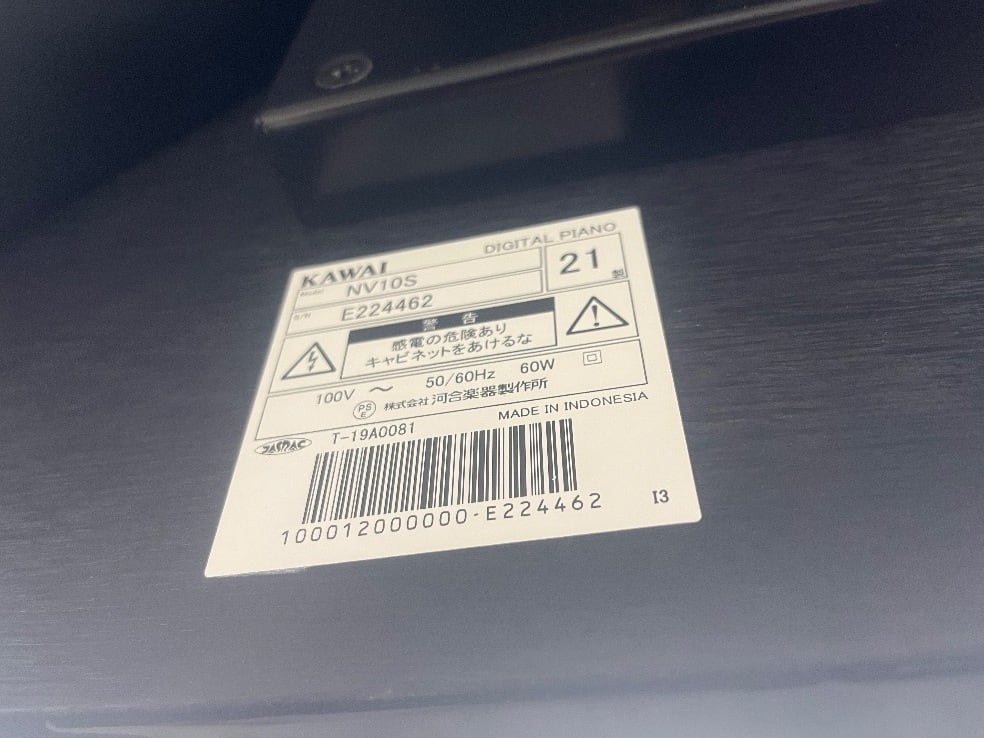 KAWAI DIGITAL PIANO
Model NV10S
21製
S/N E224462
警告
感電の危険あり
キャビネットをあけるな
100V ～ 50/60Hz 60W
PS
E
株式会社 河合楽器製作所
JASRAC T-19A0081 MADE IN INDONESIA
100012000000-E224462
I3